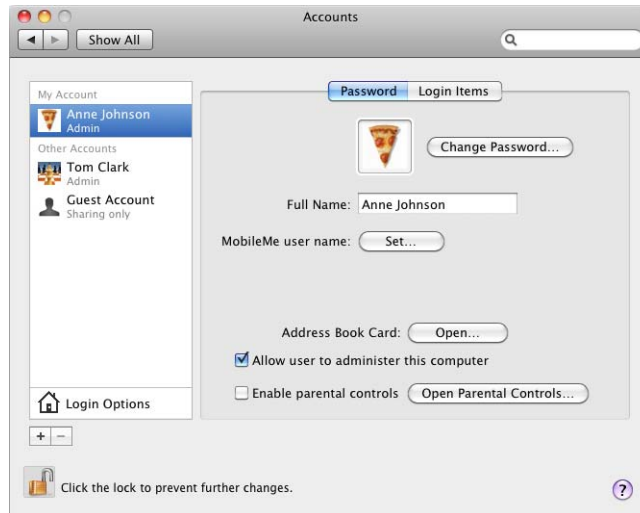 Accounts
Show All
My Account
Anne Johnson
Admin
Other Accounts
Tom Clark
Admin
Guest Account
Sharing only
Login Options
+ −
Password Login Items
Change Password...
Full Name: Anne Johnson
MobileMe user name: Set...
Address Book Card: Open...
Allow user to administer this computer
Enable parental controls Open Parental Controls...
Click the lock to prevent further changes.
?